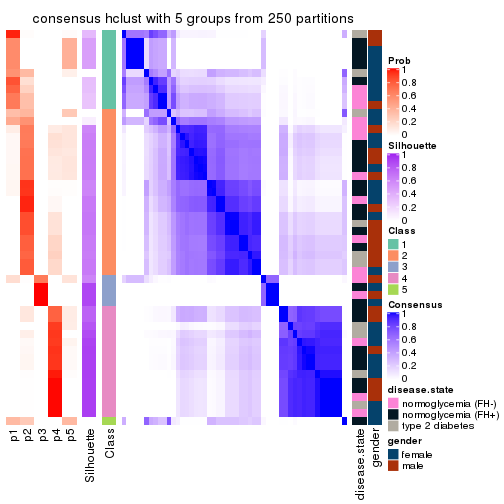 consensus hclust with 5 groups from 250 partitions
Prob
1
0.8
0.6
0.4
0.2
0
Silhouette
1
0.8
0.6
0.4
0.2
0
Class
1
2
3
4
5
Consensus
1
0.8
0.6
0.4
0.2
0
disease.state
normoglycemia (FH-)
normoglycemia (FH+)
type 2 diabetes
gender
female
male
p1
p2
p3
p4
p5
Silhouette
Class
disease.state
gender